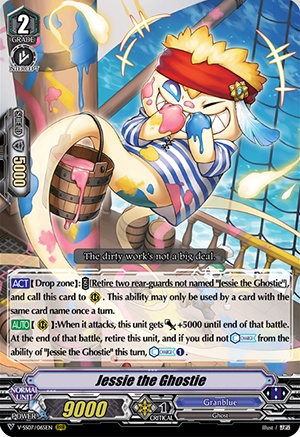 2
GRADE
INTERCEPT
SHIELD
5000
The dirty work's not a big deal.
ACT [Drop zone]: [Retire two rear-guards not named "Jessie the Ghostie"],
and call this card to . This ability may only be used by a card with the
same card name once a turn.
AUTO [ ]:When it attacks, this unit gets +5000 until end of that battle.
At the end of that battle, retire this unit, and if you did not COUNTER CHARGE from the
ability of "Jessie the Ghostie" this turn, COUNTER CHARGE 1.
Jessie the Ghostie
NORMAL
UNIT
Granblue
Ghost
V-SS07/065EN
POWER
9000
1
CRITICAL